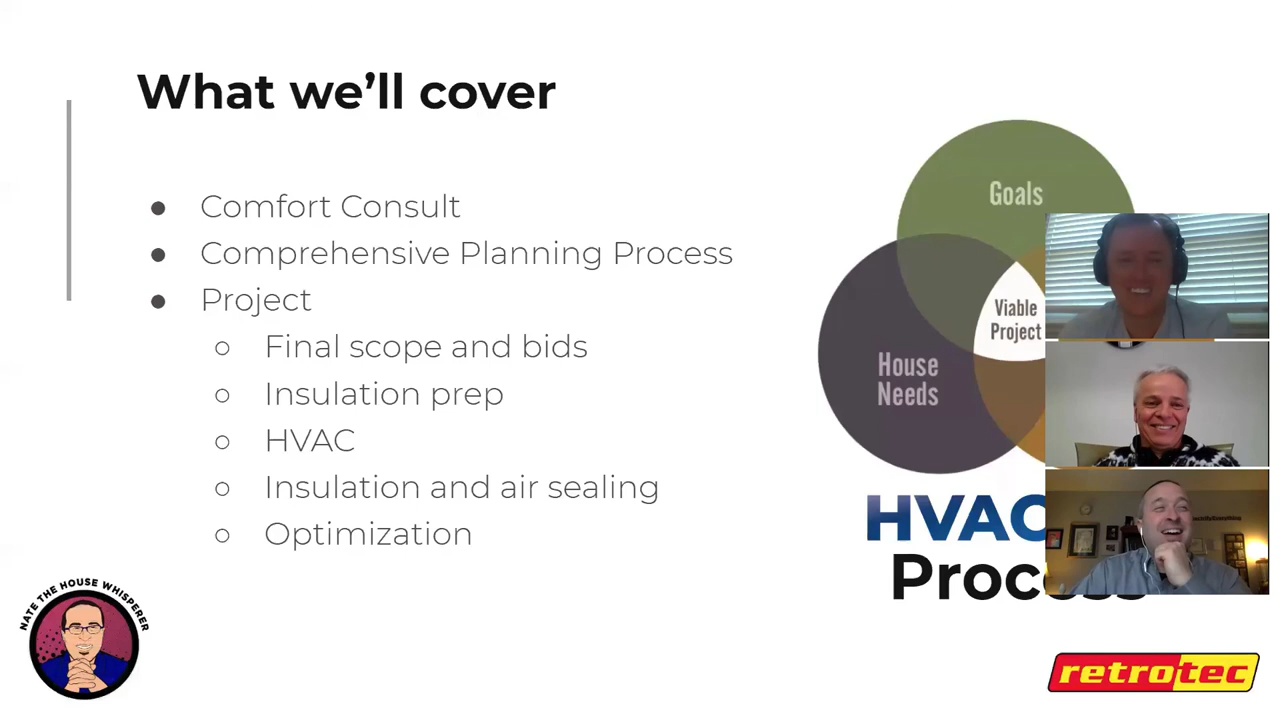 What we'll cover
● Comfort Consult
● Comprehensive Planning Process
● Project
○ Final scope and bids
○ Insulation prep
○ HVAC
○ Insulation and air sealing
○ Optimization
Goals
Viable
Project
House
Needs
HVAC
Process
NATE THE HOUSE WHISPERER
retrotec